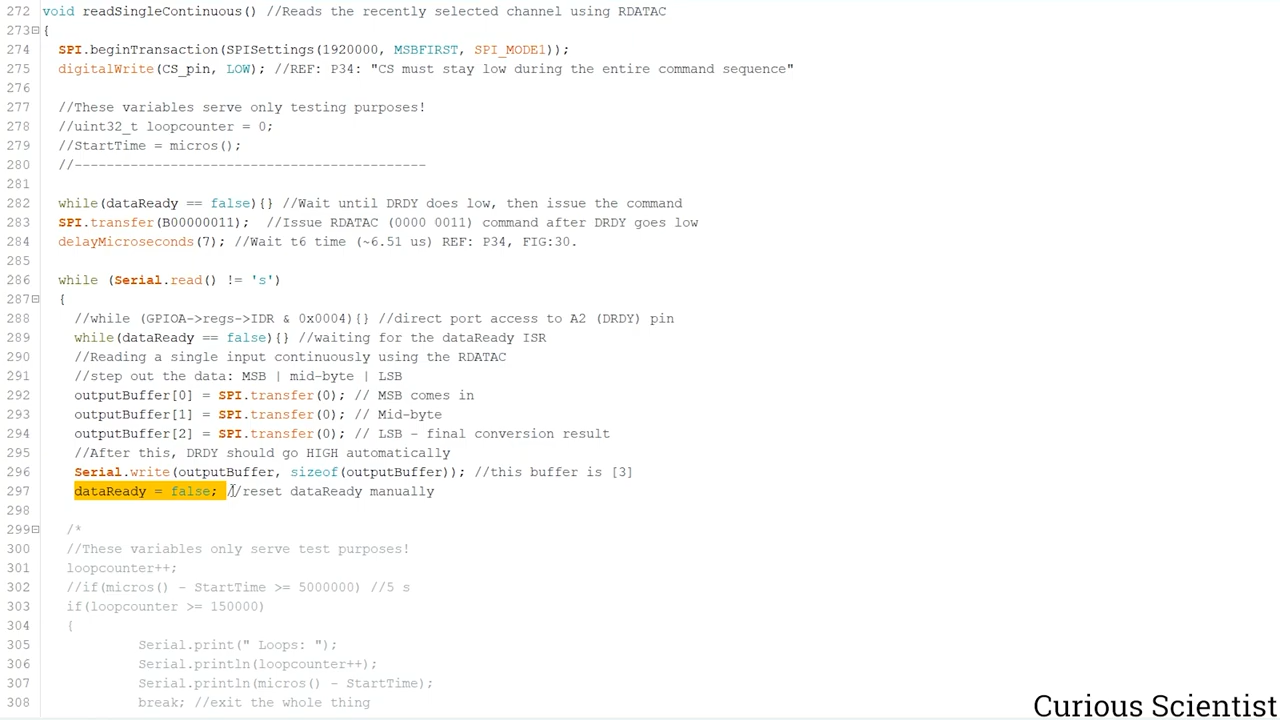 272 void readSingleContinuous() //Reads the recently selected channel using RDATAC
273 {
274 SPI.beginTransaction(SPISettings(1920000, MSBFIRST, SPI_MODE1));
275 digitalWrite(CS_pin, LOW); //REF: P34: "CS must stay low during the entire command sequence"
276
277 //These variables serve only testing purposes!
278 //uint32_t loopcounter = 0;
279 //StartTime = micros();
280 //--------------------------------------------
281
282 while(dataReady == false){} //Wait until DRDY does low, then issue the command
283 SPI.transfer(B00000011); //Issue RDATAC (0000 0011) command after DRDY goes low
284 delayMicroseconds(7); //Wait t6 time (~6.51 us) REF: P34, FIG:30.
285
286 while (Serial.read() != 's')
287 {
288 //while (GPIOA->regs->IDR & 0x0004){} //direct port access to A2 (DRDY) pin
289 while(dataReady == false){} //waiting for the dataReady ISR
290 //Reading a single input continuously using the RDATAC
291 //step out the data: MSB | mid-byte | LSB
292 outputBuffer[0] = SPI.transfer(0); // MSB comes in
293 outputBuffer[1] = SPI.transfer(0); // Mid-byte
294 outputBuffer[2] = SPI.transfer(0); // LSB - final conversion result
295 //After this, DRDY should go HIGH automatically
296 Serial.write(outputBuffer, sizeof(outputBuffer)); //this buffer is [3]
297 dataReady = false; //reset dataReady manually
298
299 /*
300 //These variables only serve test purposes!
301 loopcounter++;
302 //if(micros() - StartTime >= 5000000) //5 s
303 if(loopcounter >= 150000)
304 {
305 Serial.print(" Loops: ");
306 Serial.println(loopcounter++);
307 Serial.println(micros() - StartTime);
308 break; //exit the whole thing
Curious Scientist